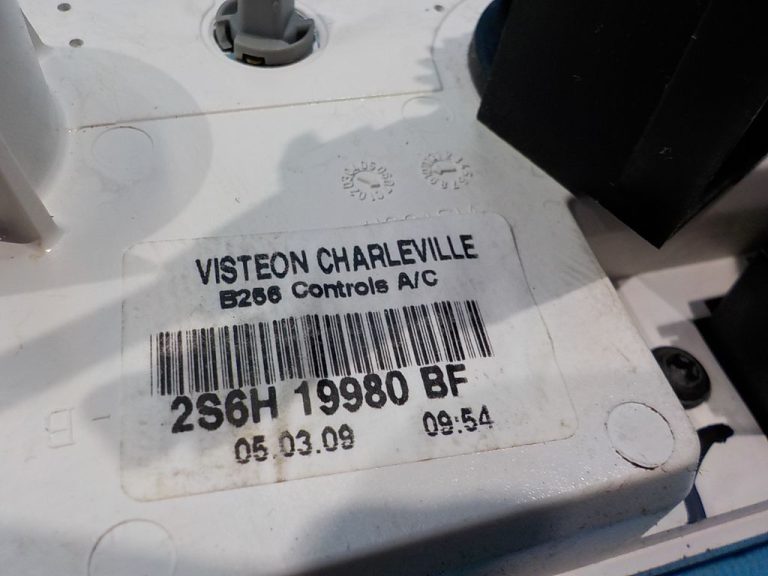 VISTEON CHARLEVILLE
B256 Controls A/C
2S6H 19980 BF
05.03.09 09:54